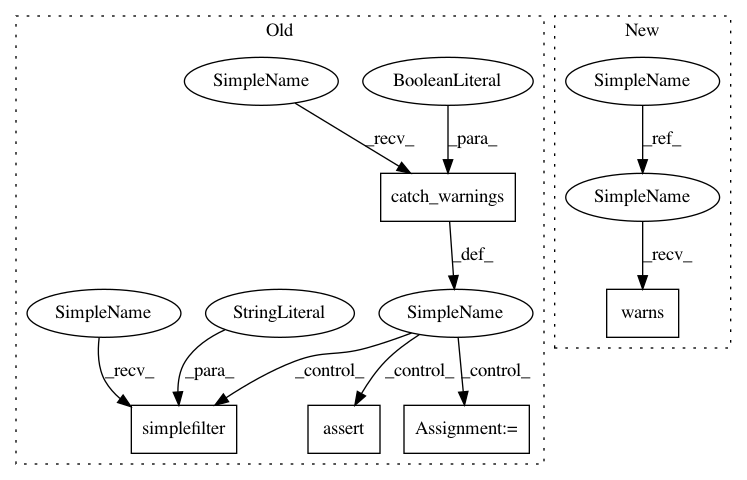 Old
New
SimpleName
BooleanLiteral
SimpleName
_recv_
_para_
_ref_
catch_warnings
SimpleName
_def_
_recv_
SimpleName
StringLiteral
SimpleName
warns
_recv_
_para_
_control_
_control_
_control_
simplefilter
assert
Assignment:=